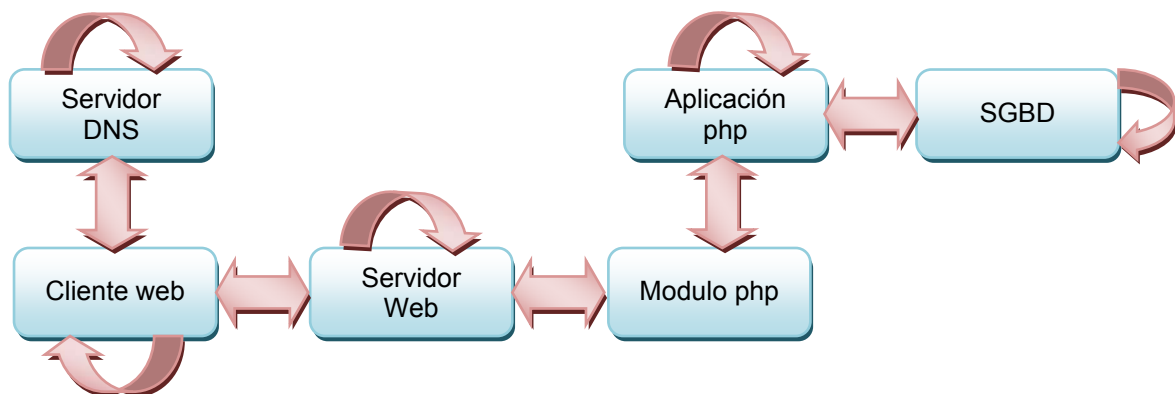 Servidor
DNS
Aplicación
php
SGBD
Cliente web
Servidor
Web
Modulo php